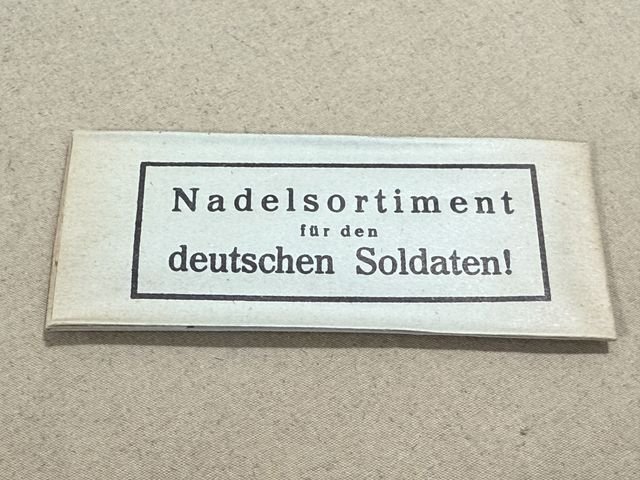 Nadelsortiment
für den
deutschen Soldaten!